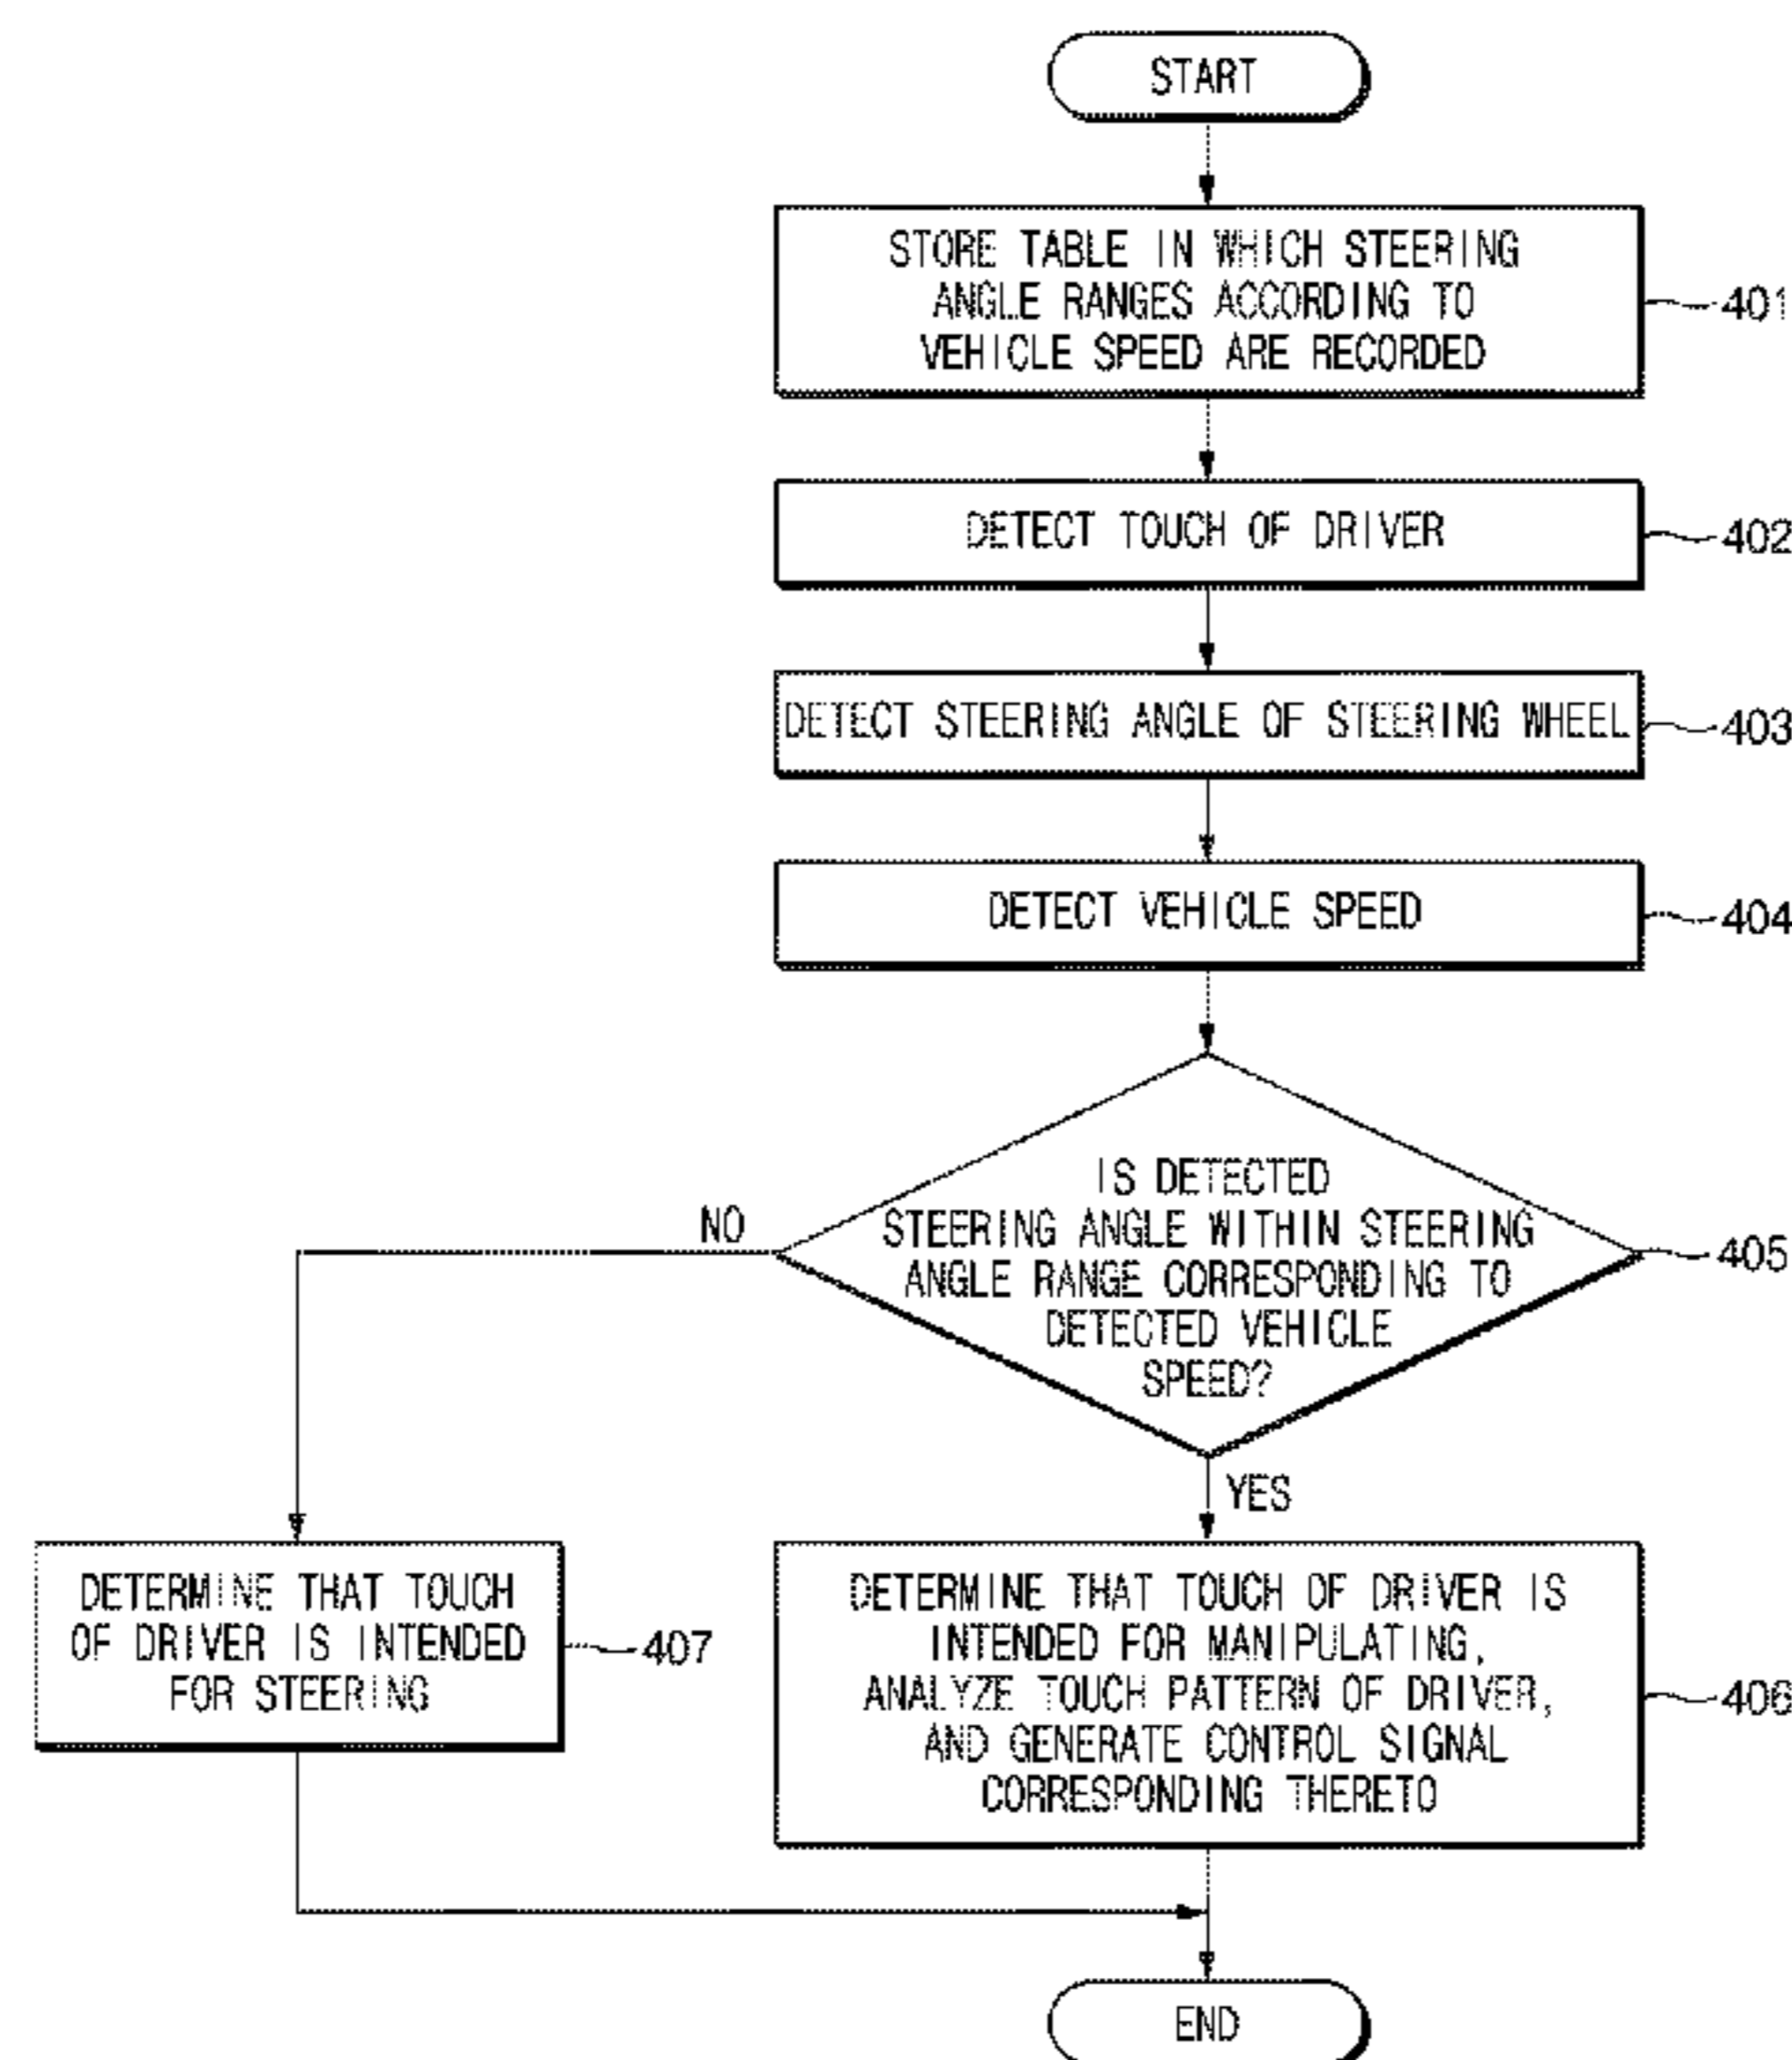 START
STORE TABLE IN WHICH STEERING
ANGLE RANGES ACCORDING TO
VEHICLE SPEED ARE RECORDED
401
DETECT TOUCH OF DRIVER
402
DETECT STEERING ANGLE OF STEERING WHEEL
403
DETECT VEHICLE SPEED
404
IS DETECTED
STEERING ANGLE WITHIN STEERING
ANGLE RANGE CORRESPONDING TO
DETECTED VEHICLE
SPEED?
405
NO
YES
DETERMINE THAT TOUCH
OF DRIVER IS INTENDED
FOR STEERING
407
DETERMINE THAT TOUCH OF DRIVER IS
INTENDED FOR MANIPULATING,
ANALYZE TOUCH PATTERN OF DRIVER,
AND GENERATE CONTROL SIGNAL
CORRESPONDING THERETO
406
END